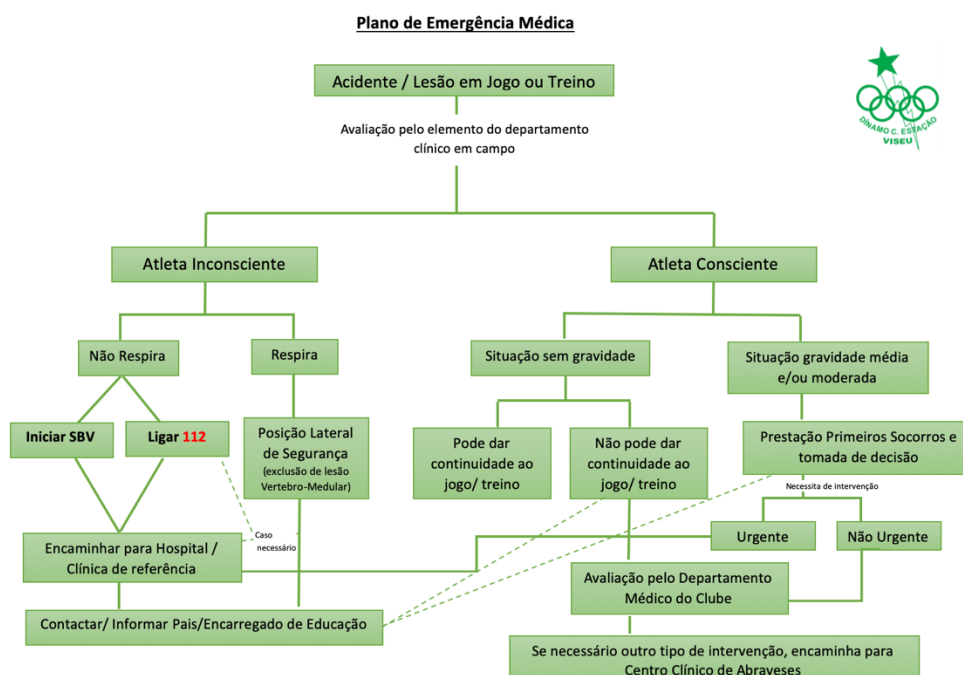 Plano de Emergência Médica
Acidente / Lesão em Jogo ou Treino
DÍNAMO C. ESTAÇÃO
VISEU
Avaliação pelo elemento do departamento
clínico em campo
Atleta Inconsciente
Atleta Consciente
Não Respira
Respira
Situação sem gravidade
Situação gravidade média
e/ou moderada
Iniciar SBV
Ligar 112
Posição Lateral
de Segurança
(exclusão de lesão
Vertebro-Medular)
Pode dar
continuidade ao
jogo/ treino
Não pode dar
continuidade ao
jogo/ treino
Prestação Primeiros Socorros e
tomada de decisão
Necessita de intervenção
Caso
necessário
Urgente
Não Urgente
Encaminhar para Hospital /
Clínica de referência
Avaliação pelo Departamento
Médico do Clube
Contactar/ Informar Pais/Encarregado de Educação
Se necessário outro tipo de intervenção, encaminha para
Centro Clínico de Abraveses